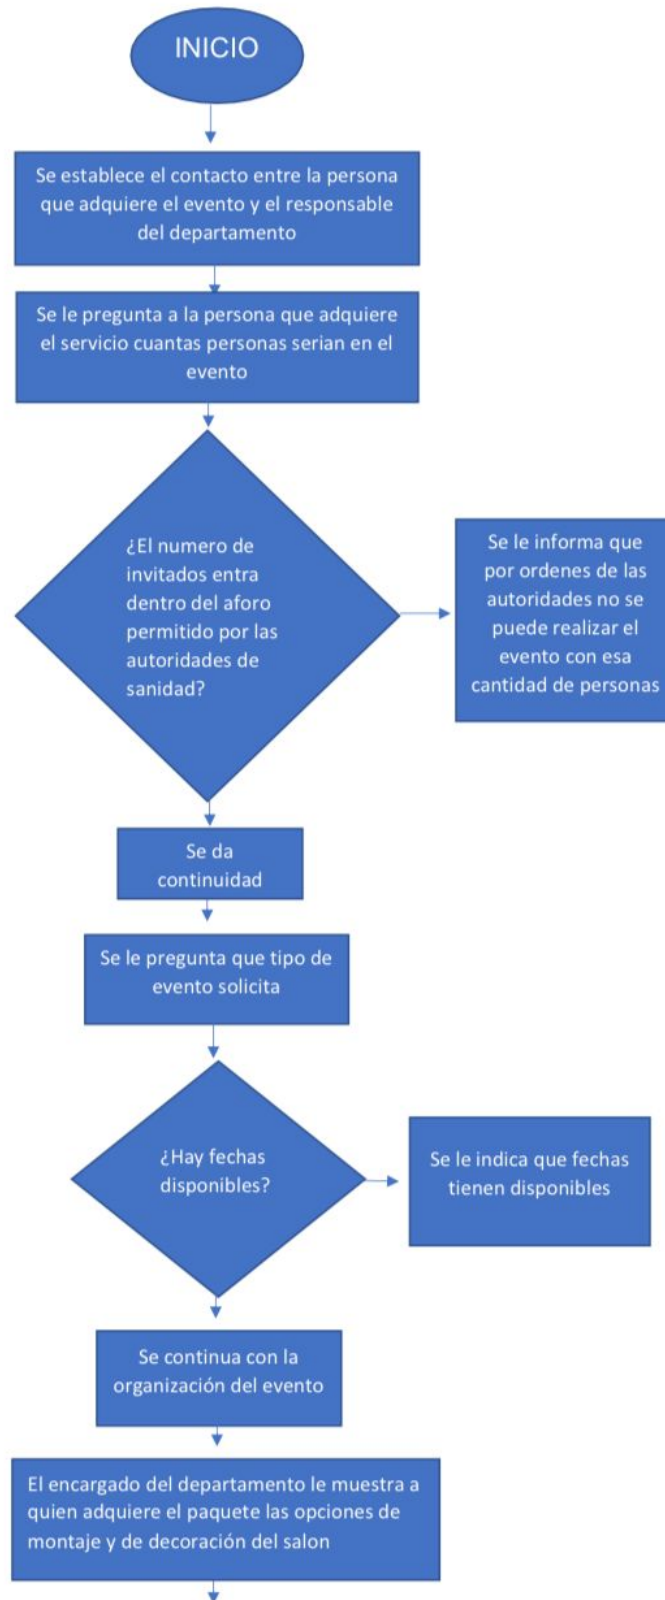 INICIO
Se establece el contacto entre la persona
que adquiere el evento y el responsable
del departamento
Se le pregunta a la persona que adquiere
el servicio cuantas personas serian en el
evento
¿El numero de
invitados entra
dentro del aforo
permitido por las
autoridades de
sanidad?
Se le informa que
por ordenes de las
autoridades no se
puede realizar el
evento con esa
cantidad de personas
Se da
continuidad
Se le pregunta que tipo de
evento solicita
¿Hay fechas
disponibles?
Se le indica que fechas
tienen disponibles
Se continua con la
organización del evento
El encargado del departamento le muestra a
quien adquiere el paquete las opciones de
montaje y de decoración del salon